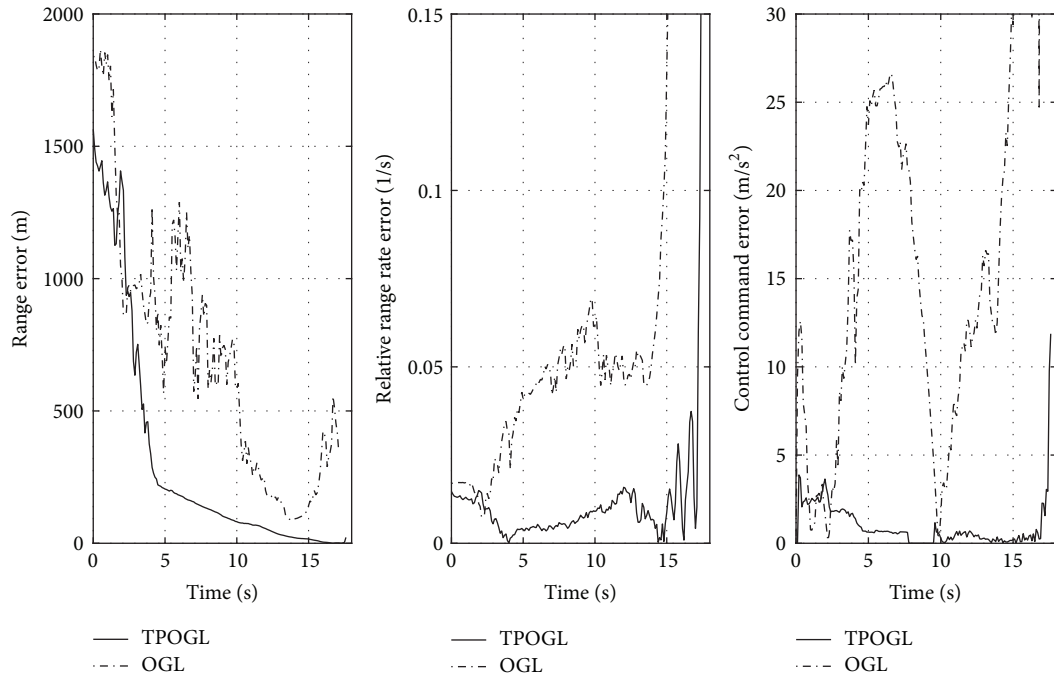 2000
1500
1000
500
0
Range error (m)
0
5
10
15
Time (s)
TPOGL
OGL
0.15
0.1
0.05
0
Relative range rate error (1/s)
0
5
10
15
Time (s)
TPOGL
OGL
30
25
20
15
10
5
0
Control command error (m/s²)
0
5
10
15
Time (s)
TPOGL
OGL